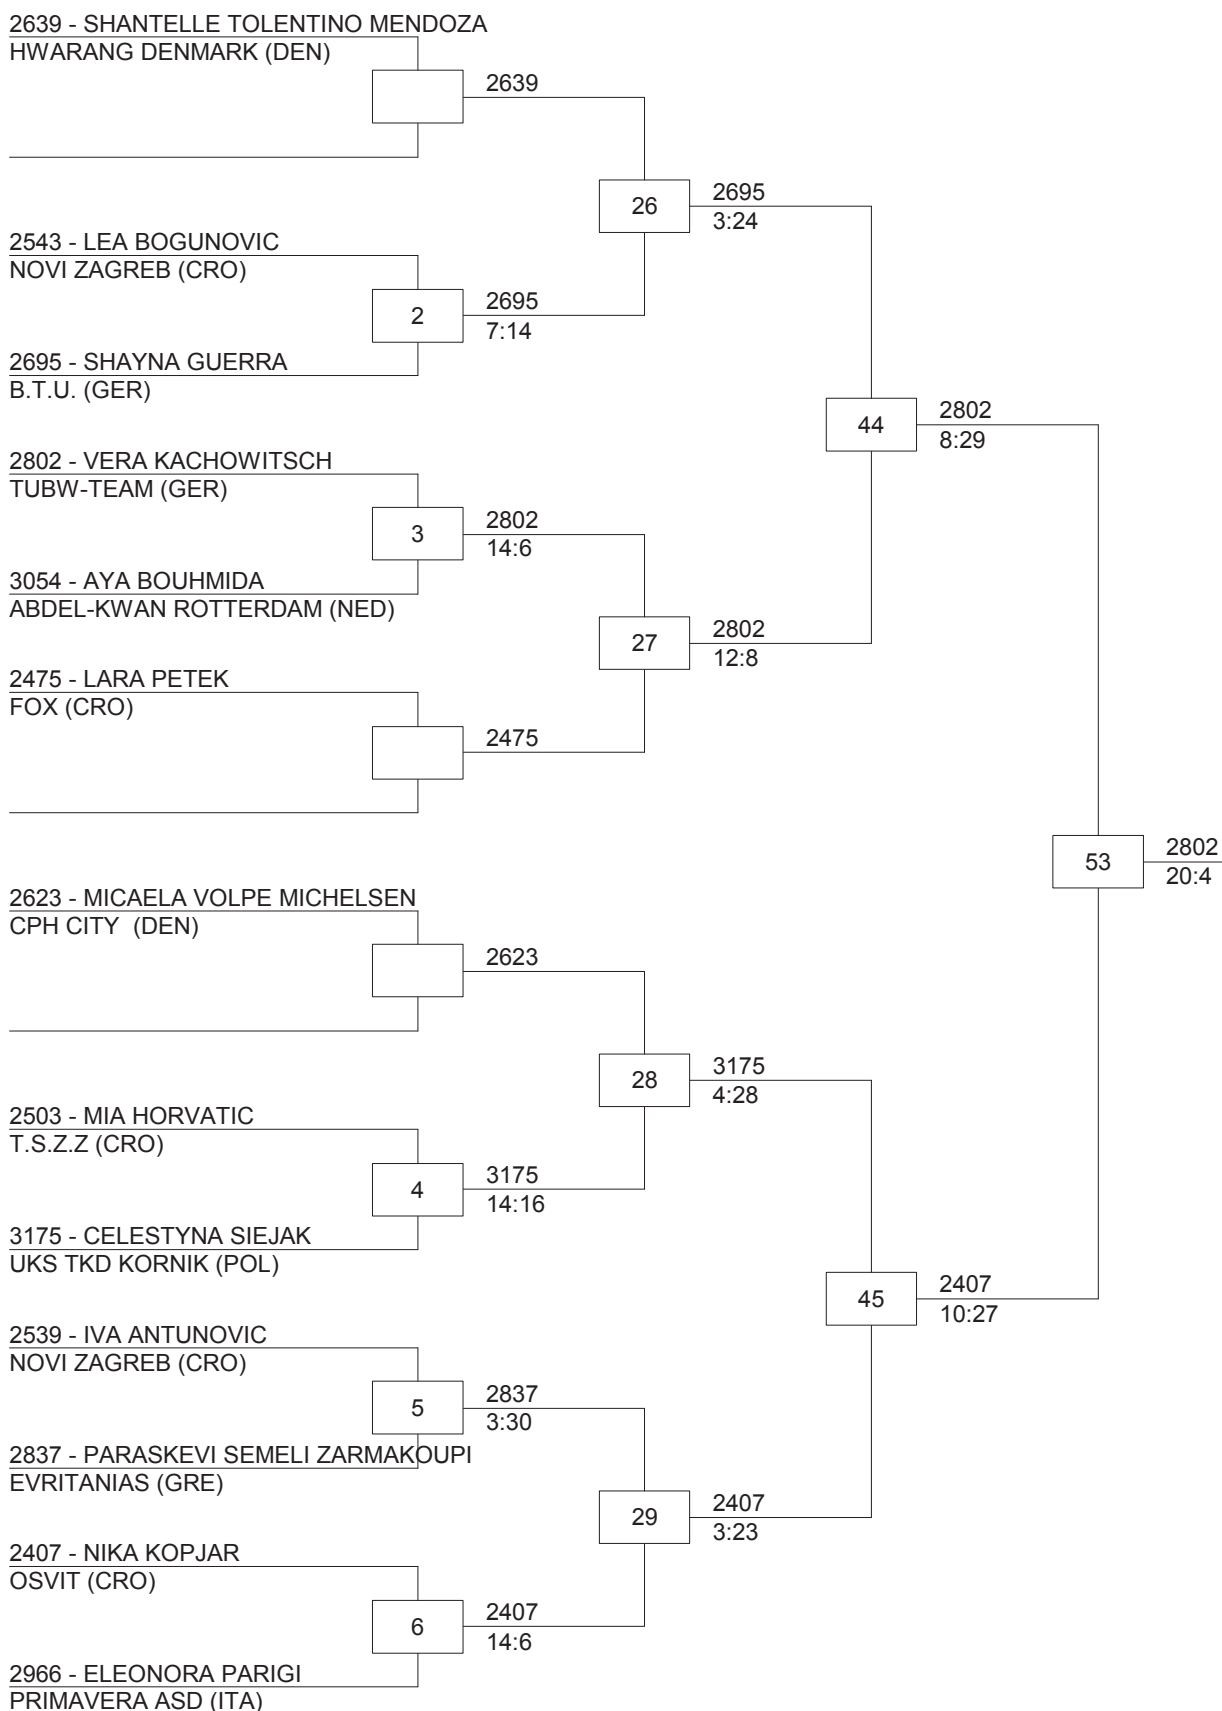 2639 - SHANTELLE TOLENTINO MENDOZA
HWARANG DENMARK (DEN)
2639
26
2695
3:24
2543 - LEA BOGUNOVIC
NOVI ZAGREB (CRO)
2
2695
7:14
2695 - SHAYNA GUERRA
B.T.U. (GER)
44
2802
8:29
2802 - VERA KACHOWITSCH
TUBW-TEAM (GER)
3
2802
14:6
3054 - AYA BOUHMIDA
ABDEL-KWAN ROTTERDAM (NED)
27
2802
12:8
2475 - LARA PETEK
FOX (CRO)
2475
53
2802
20:4
2623 - MICAELA VOLPE MICHELSEN
CPH CITY  (DEN)
2623
28
3175
4:28
2503 - MIA HORVATIC
T.S.Z.Z (CRO)
4
3175
14:16
3175 - CELESTYNA SIEJAK
UKS TKD KORNIK (POL)
45
2407
10:27
2539 - IVA ANTUNOVIC
NOVI ZAGREB (CRO)
5
2837
3:30
2837 - PARASKEVI SEMELI ZARMAKOUPI
EVRITANIAS (GRE)
29
2407
3:23
2407 - NIKA KOPJAR
OSVIT (CRO)
6
2407
14:6
2966 - ELEONORA PARIGI
PRIMAVERA ASD (ITA)